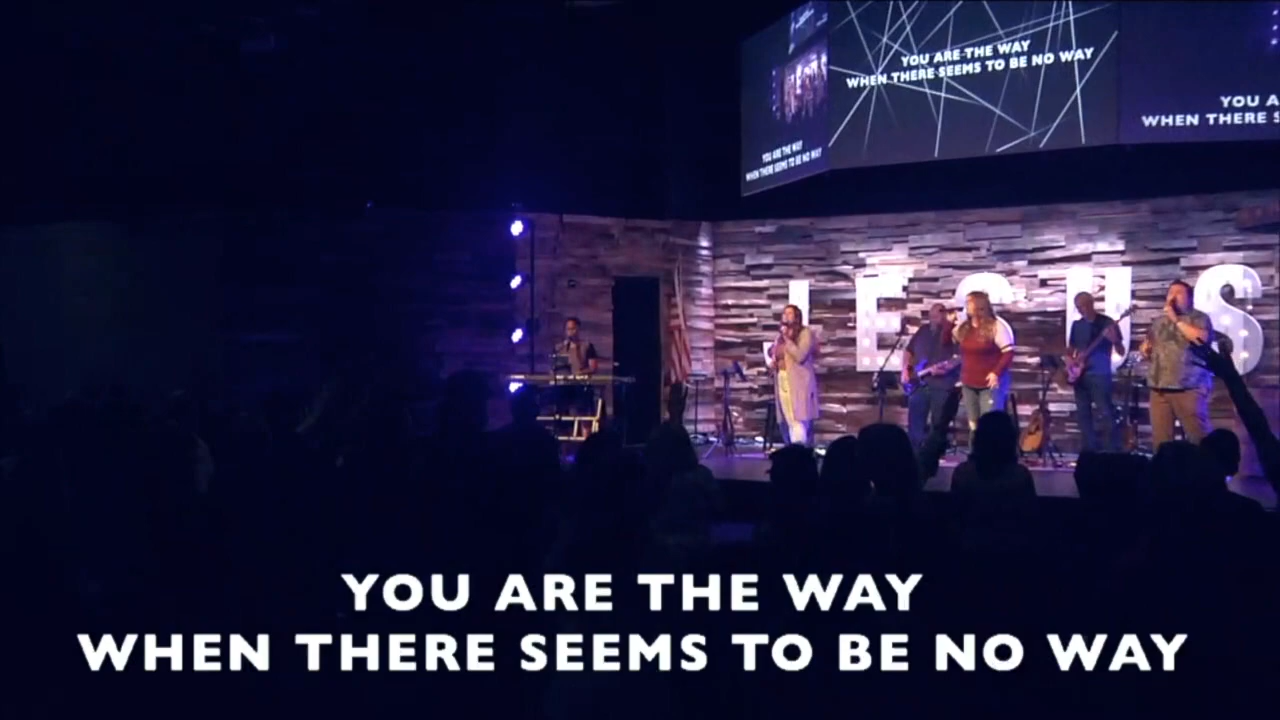 YOU ARE THE WAY
WHEN THERE SEEMS TO BE NO WAY
YOU A
WHEN THERE S
YOU ARE THE WAY
WHEN THERE SEEMS TO BE NO WAY
JESUS
YOU ARE THE WAY
WHEN THERE SEEMS TO BE NO WAY